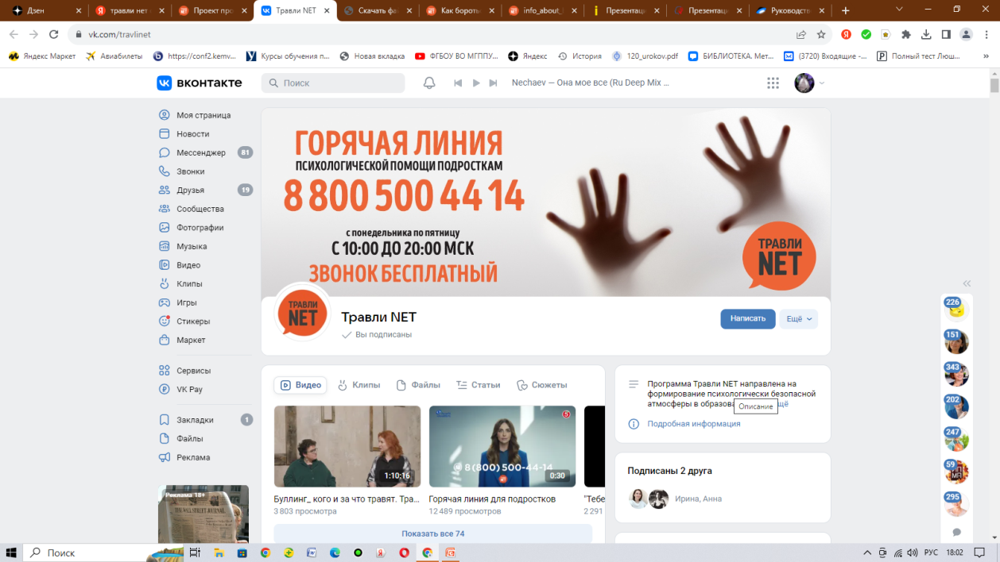 Дзен
травли нет
Проект про
Травли NET
Скачать фа
Как бороть
info_about_
Презентац
Презентац
Руководств
vk.com/travlinet
Яндекс Маркет
Авиабилеты
https://conf2.kemv...
Курсы обучения п...
Новая вкладка
ФГБОУ ВО МГППУ...
Яндекс
История
120_urokov.pdf
БИБЛИОТЕКА. Мет...
(3720) Входящие -...
Полный тест Люш...
»
ВКОНТАКТЕ
Поиск
Nechaev — Она мое все (Ru Deep Mix ...
Моя страница
Новости
Мессенджер 81
Звонки
Друзья 19
Сообщества
Фотографии
Музыка
Видео
Клипы
Игры
Стикеры
Маркет
Сервисы
VK Pay
Закладки 1
Файлы
Реклама
Реклама 18+
THE WALL STREET JOURNAL
ГОРЯЧАЯ ЛИНИЯ
ПСИХОЛОГИЧЕСКОЙ ПОМОЩИ ПОДРОСТКАМ
8 800 500 44 14
с понедельника по пятницу
С 10:00 ДО 20:00 МСК
ЗВОНОК БЕСПЛАТНЫЙ
ТРАВЛИ
NET
ТРАВЛИ
NET
Травли NET
Вы подписаны
Написать
Ещё
Видео
Клипы
Файлы
Статьи
Сюжеты
1:10:16
Буллинг_ кого и за что травят. Тра...
3 803 просмотра
8(800)500-44-14
0:30
Горячая линия для подростков
12 489 просмотров
"Тебе
2 291
Показать все 74
Программа Травли NET направлена на
формирование психологически безопасной
атмосферы в образова
Описание
Подробная информация
Подписаны 2 друга
Ирина, Анна
226
151
343
202
247
59
295
Поиск
РУС
18:02